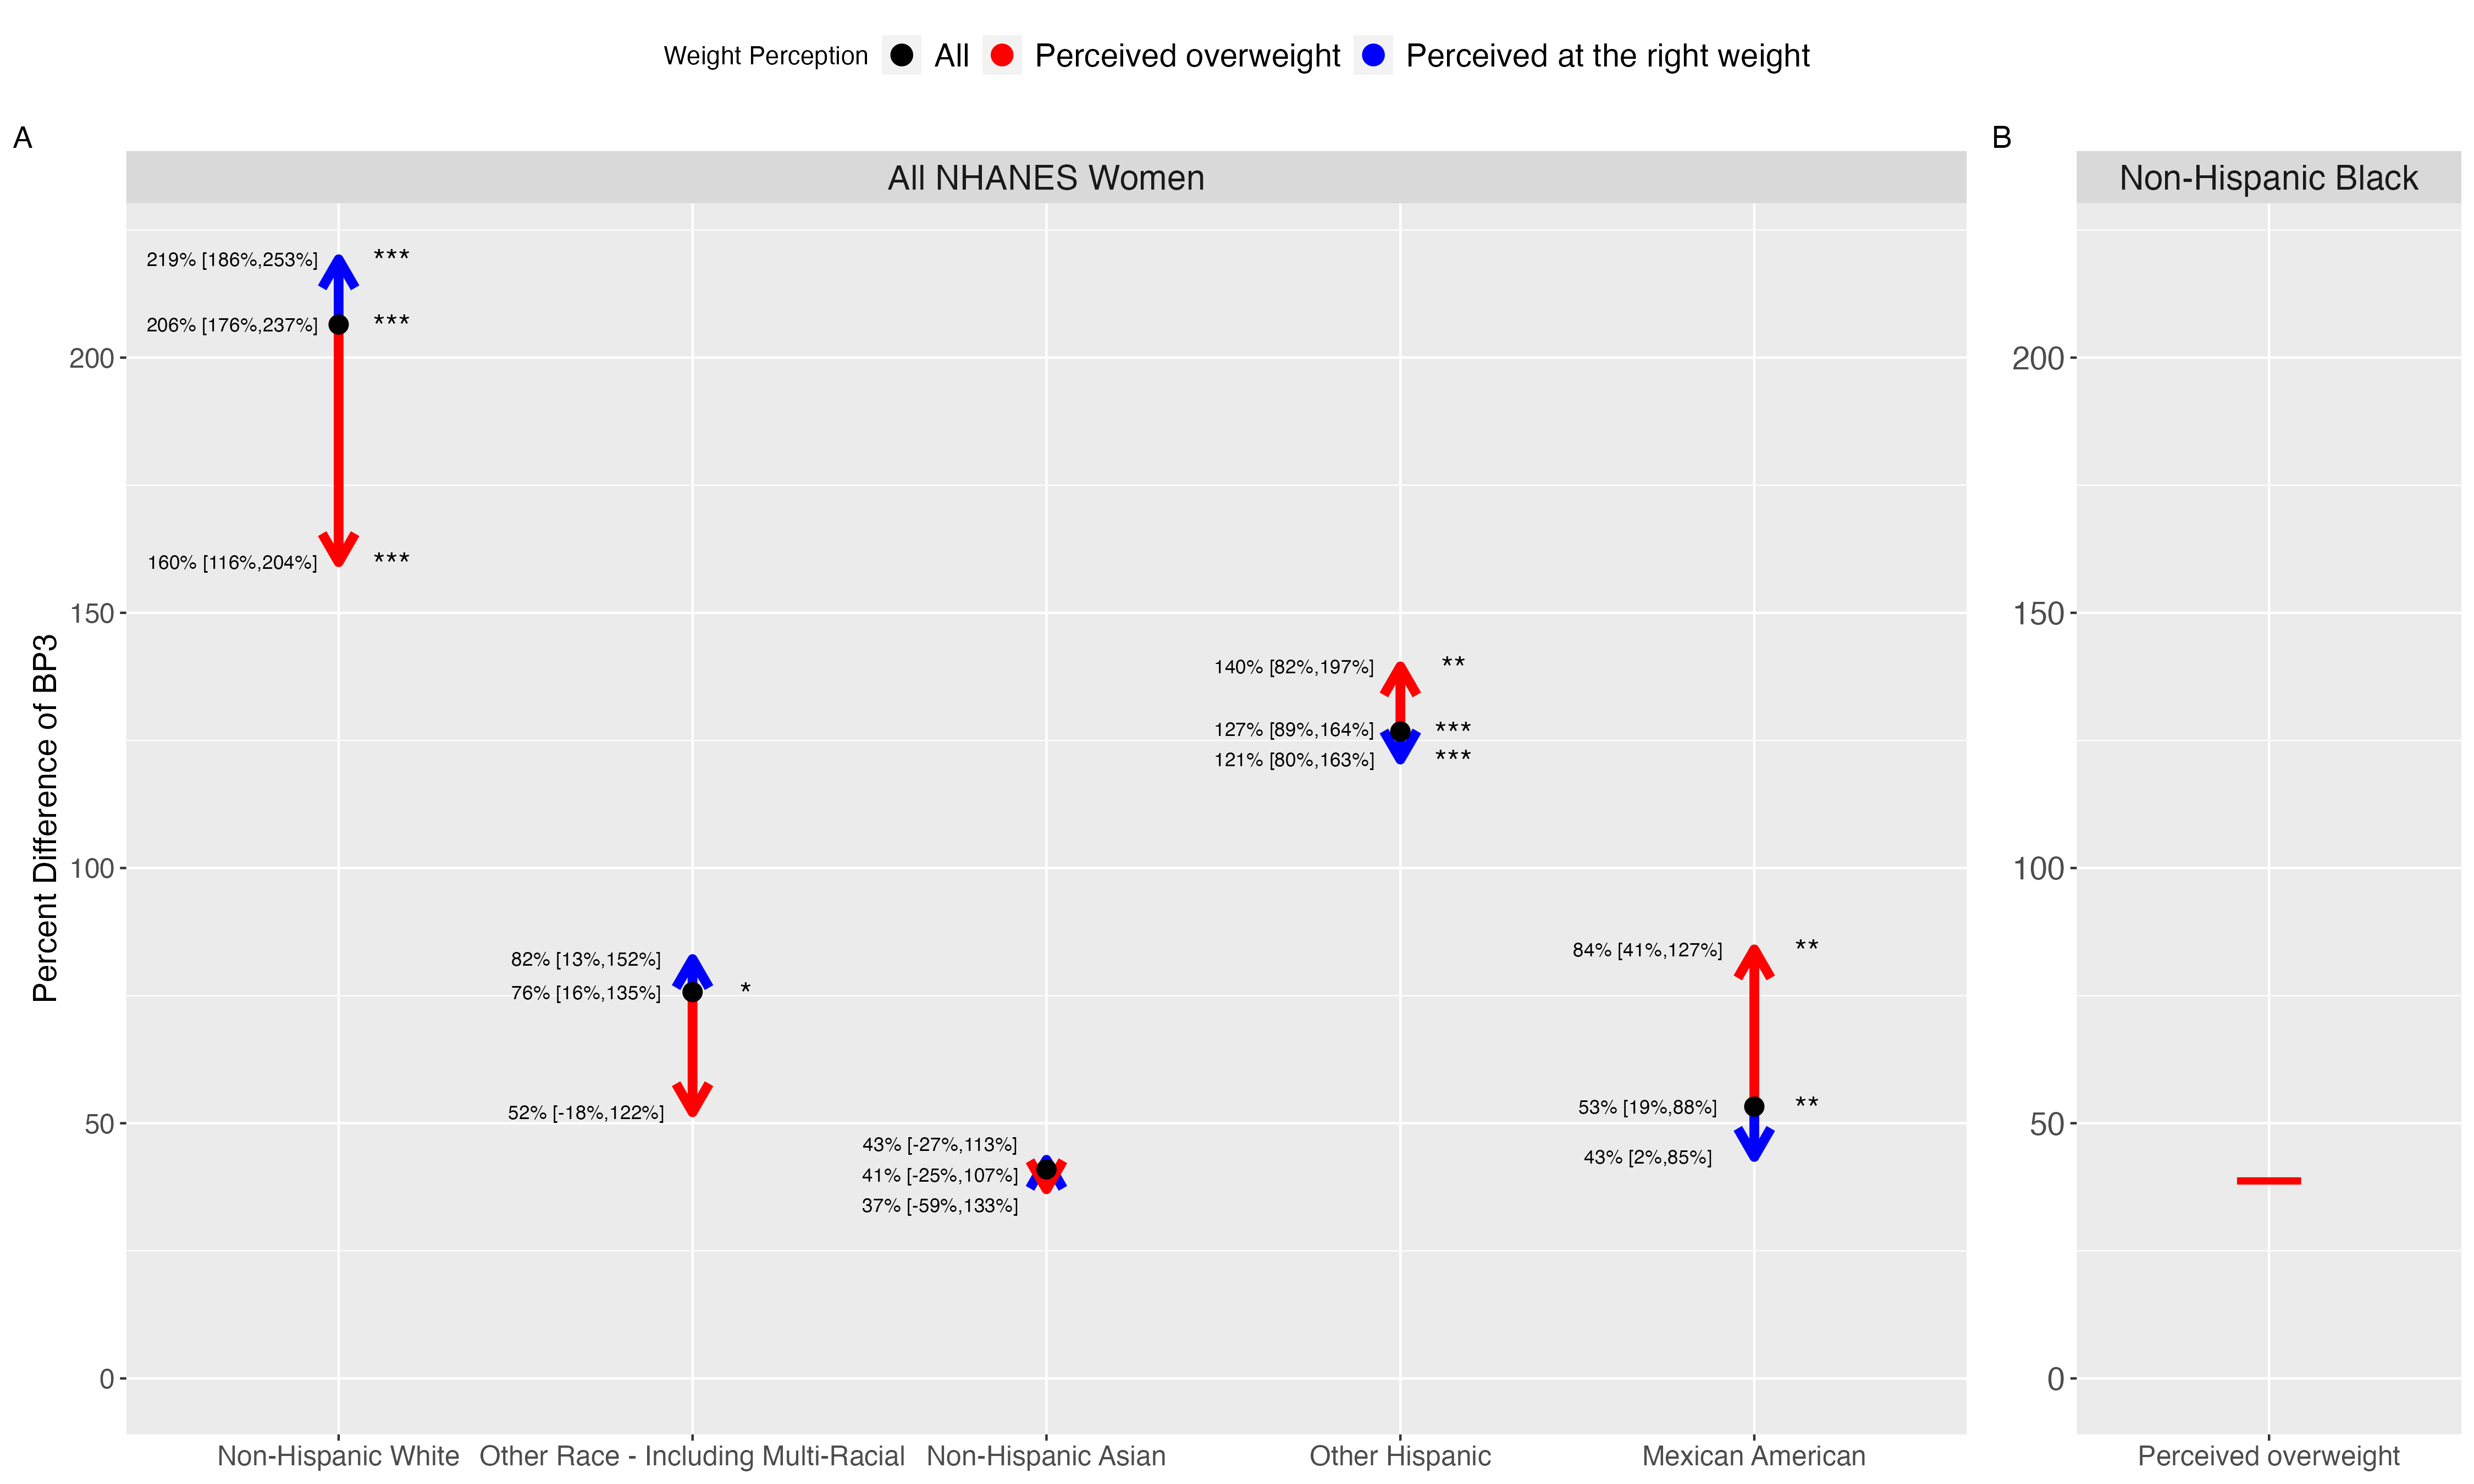 Weight Perception All Perceived overweight Perceived at the right weight
A
B
All NHANES Women
Non-Hispanic Black
Percent Difference of BP3
200
150
100
50
0
219% [186%,253%] ***
206% [176%,237%] ***
160% [116%,204%] ***
82% [13%,152%]
76% [16%,135%] *
52% [-18%,122%]
43% [-27%,113%]
41% [-25%,107%]
37% [-59%,133%]
140% [82%,197%] **
127% [89%,164%] ***
121% [80%,163%] ***
84% [41%,127%] **
53% [19%,88%] **
43% [2%,85%]
Non-Hispanic White
Other Race - Including Multi-Racial
Non-Hispanic Asian
Other Hispanic
Mexican American
200
150
100
50
0
Perceived overweight